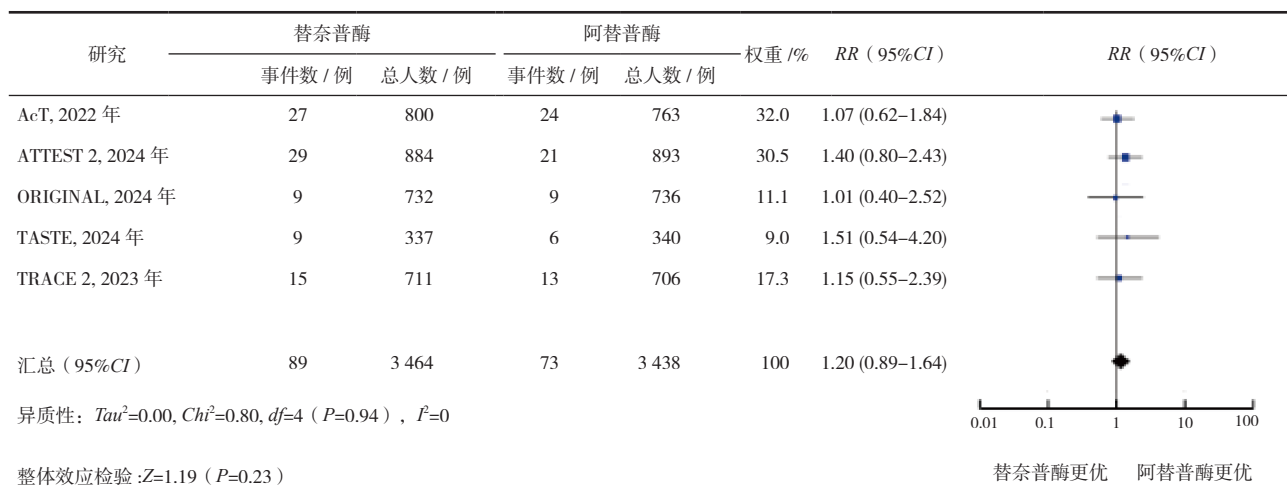 研究 替奈普酶 阿替普酶 权重 /% RR（95%CI） RR（95%CI）
事件数 / 例 总人数 / 例 事件数 / 例 总人数 / 例
AcT, 2022 年 27 800 24 763 32.0 1.07 (0.62–1.84)
ATTEST 2, 2024 年 29 884 21 893 30.5 1.40 (0.80–2.43)
ORIGINAL, 2024 年 9 732 9 736 11.1 1.01 (0.40–2.52)
TASTE, 2024 年 9 337 6 340 9.0 1.51 (0.54–4.20)
TRACE 2, 2023 年 15 711 13 706 17.3 1.15 (0.55–2.39)
汇总（95%CI） 89 3 464 73 3 438 100 1.20 (0.89–1.64)
异质性：Tau²=0.00, Chi²=0.80, df=4（P=0.94），I²=0
0.01 0.1 1 10 100
整体效应检验 :Z=1.19（P=0.23） 替奈普酶更优 阿替普酶更优